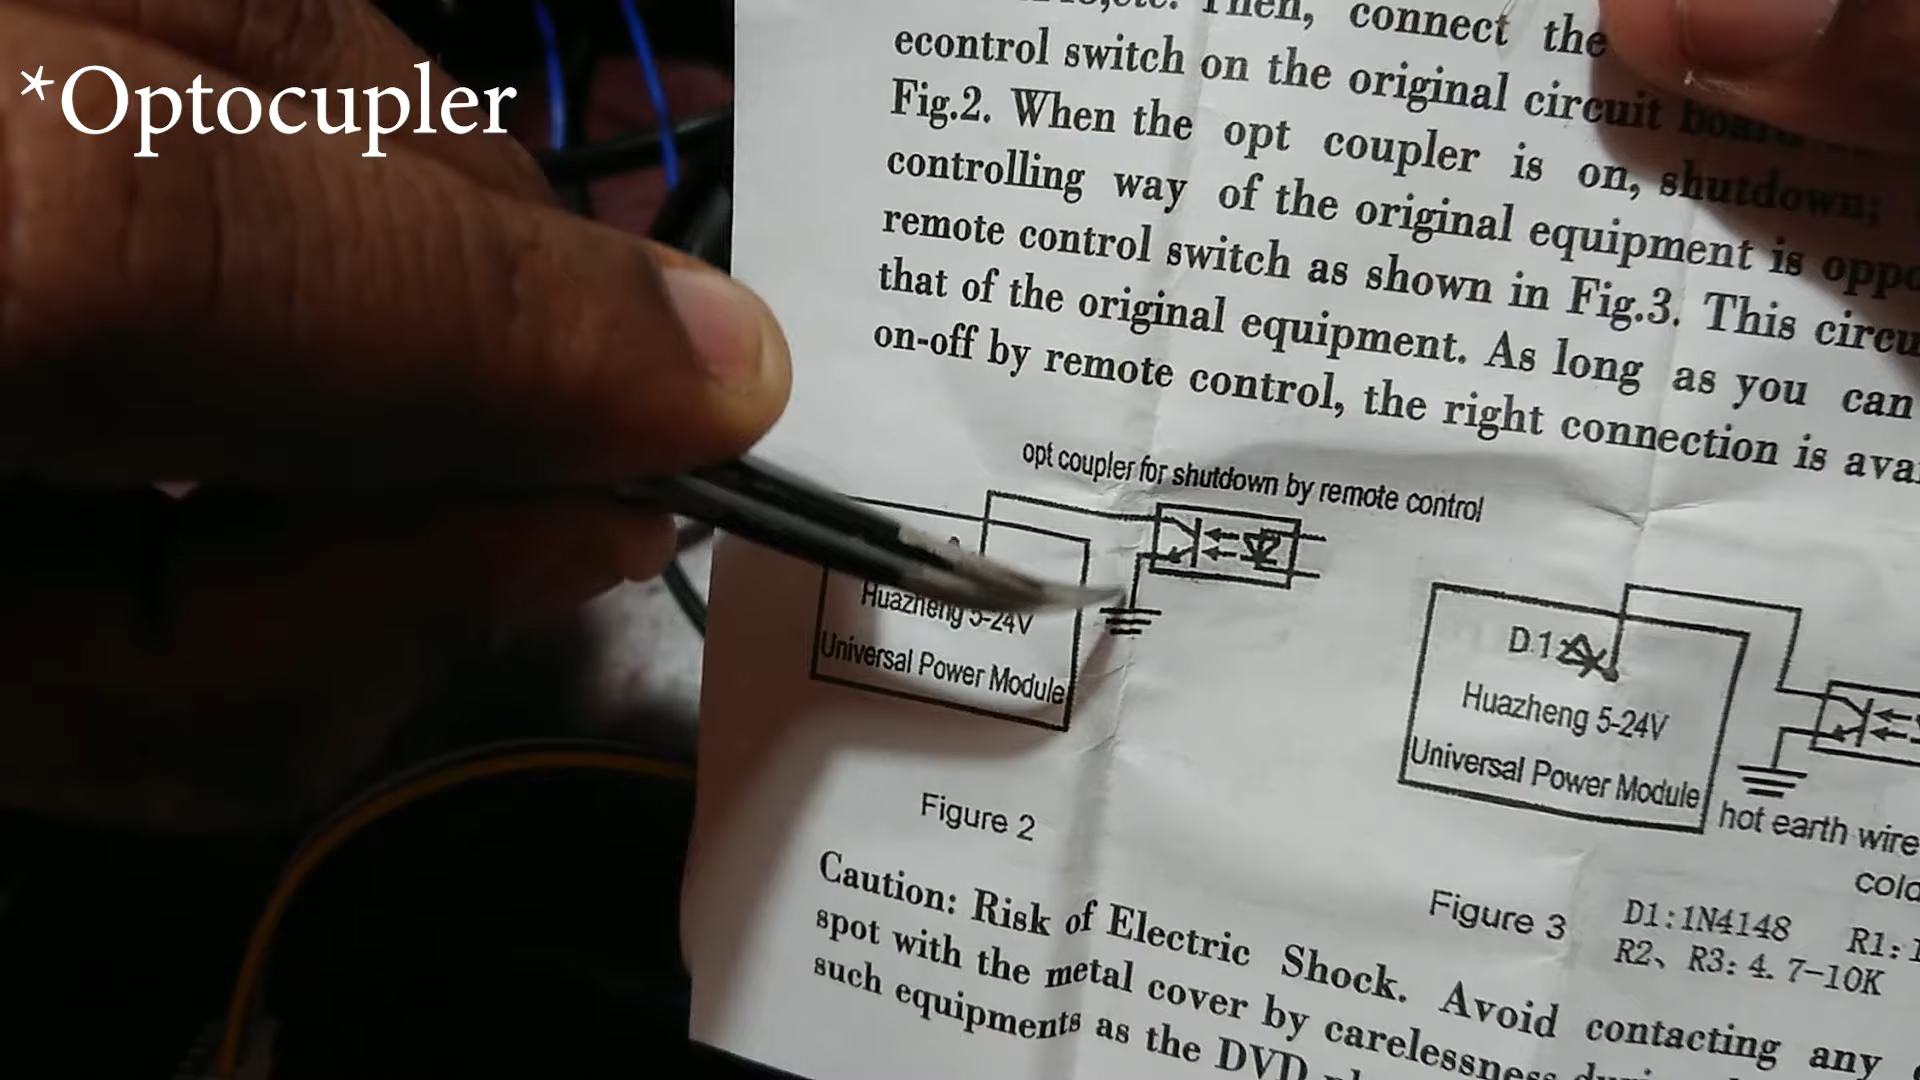 *Optocupler
Then, connect the
econtrol switch on the original circuit board
Fig.2. When the opt coupler is on, shutdown;
controlling way of the original equipment is
remote control switch as shown in Fig.3. This
that of the original equipment. As long as you can
on-off by remote control, the right connection is
opt coupler for shutdown by remote control
Huazheng 5-24V
Universal Power Module
D.1
Huazheng 5-24V
Universal Power Module
hot earth wire
cold
Figure 2
Figure 3
D1:1N4148 R1:
R2、R3:4.7-10K
Caution: Risk of Electric Shock. Avoid contacting any
spot with the metal cover by carelessness
such equipments as the DVD